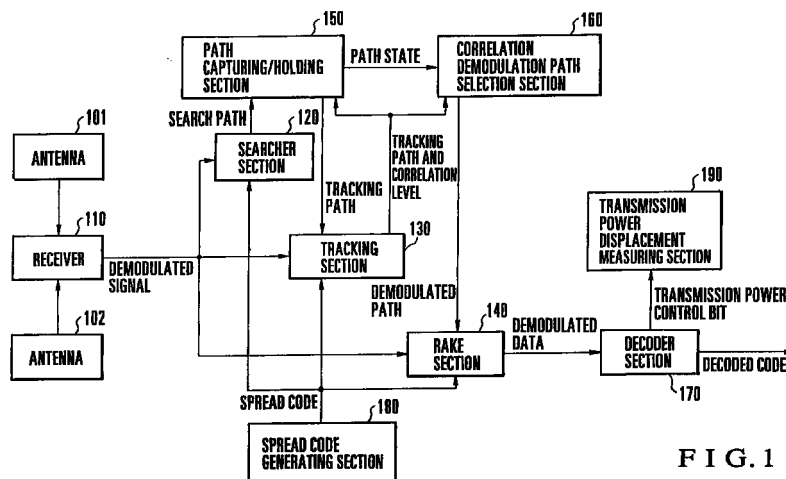 150
PATH
CAPTURING/HOLDING
SECTION
PATH STATE
160
CORRELATION
DEMODULATION PATH
SELECTION SECTION
SEARCH PATH
101
ANTENNA
120
SEARCHER
SECTION
TRACKING
PATH
TRACKING
PATH AND
CORRELATION
LEVEL
190
TRANSMISSION
POWER
DISPLACEMENT
MEASURING SECTION
110
RECEIVER
DEMODULATED
SIGNAL
130
TRACKING
SECTION
DEMODULATED
PATH
TRANSMISSION POWER
CONTROL BIT
102
ANTENNA
140
RAKE
SECTION
DEMODULATED
DATA
DECODER
SECTION
170
DECODED CODE
SPREAD CODE
180
SPREAD CODE
GENERATING SECTION
FIG. 1